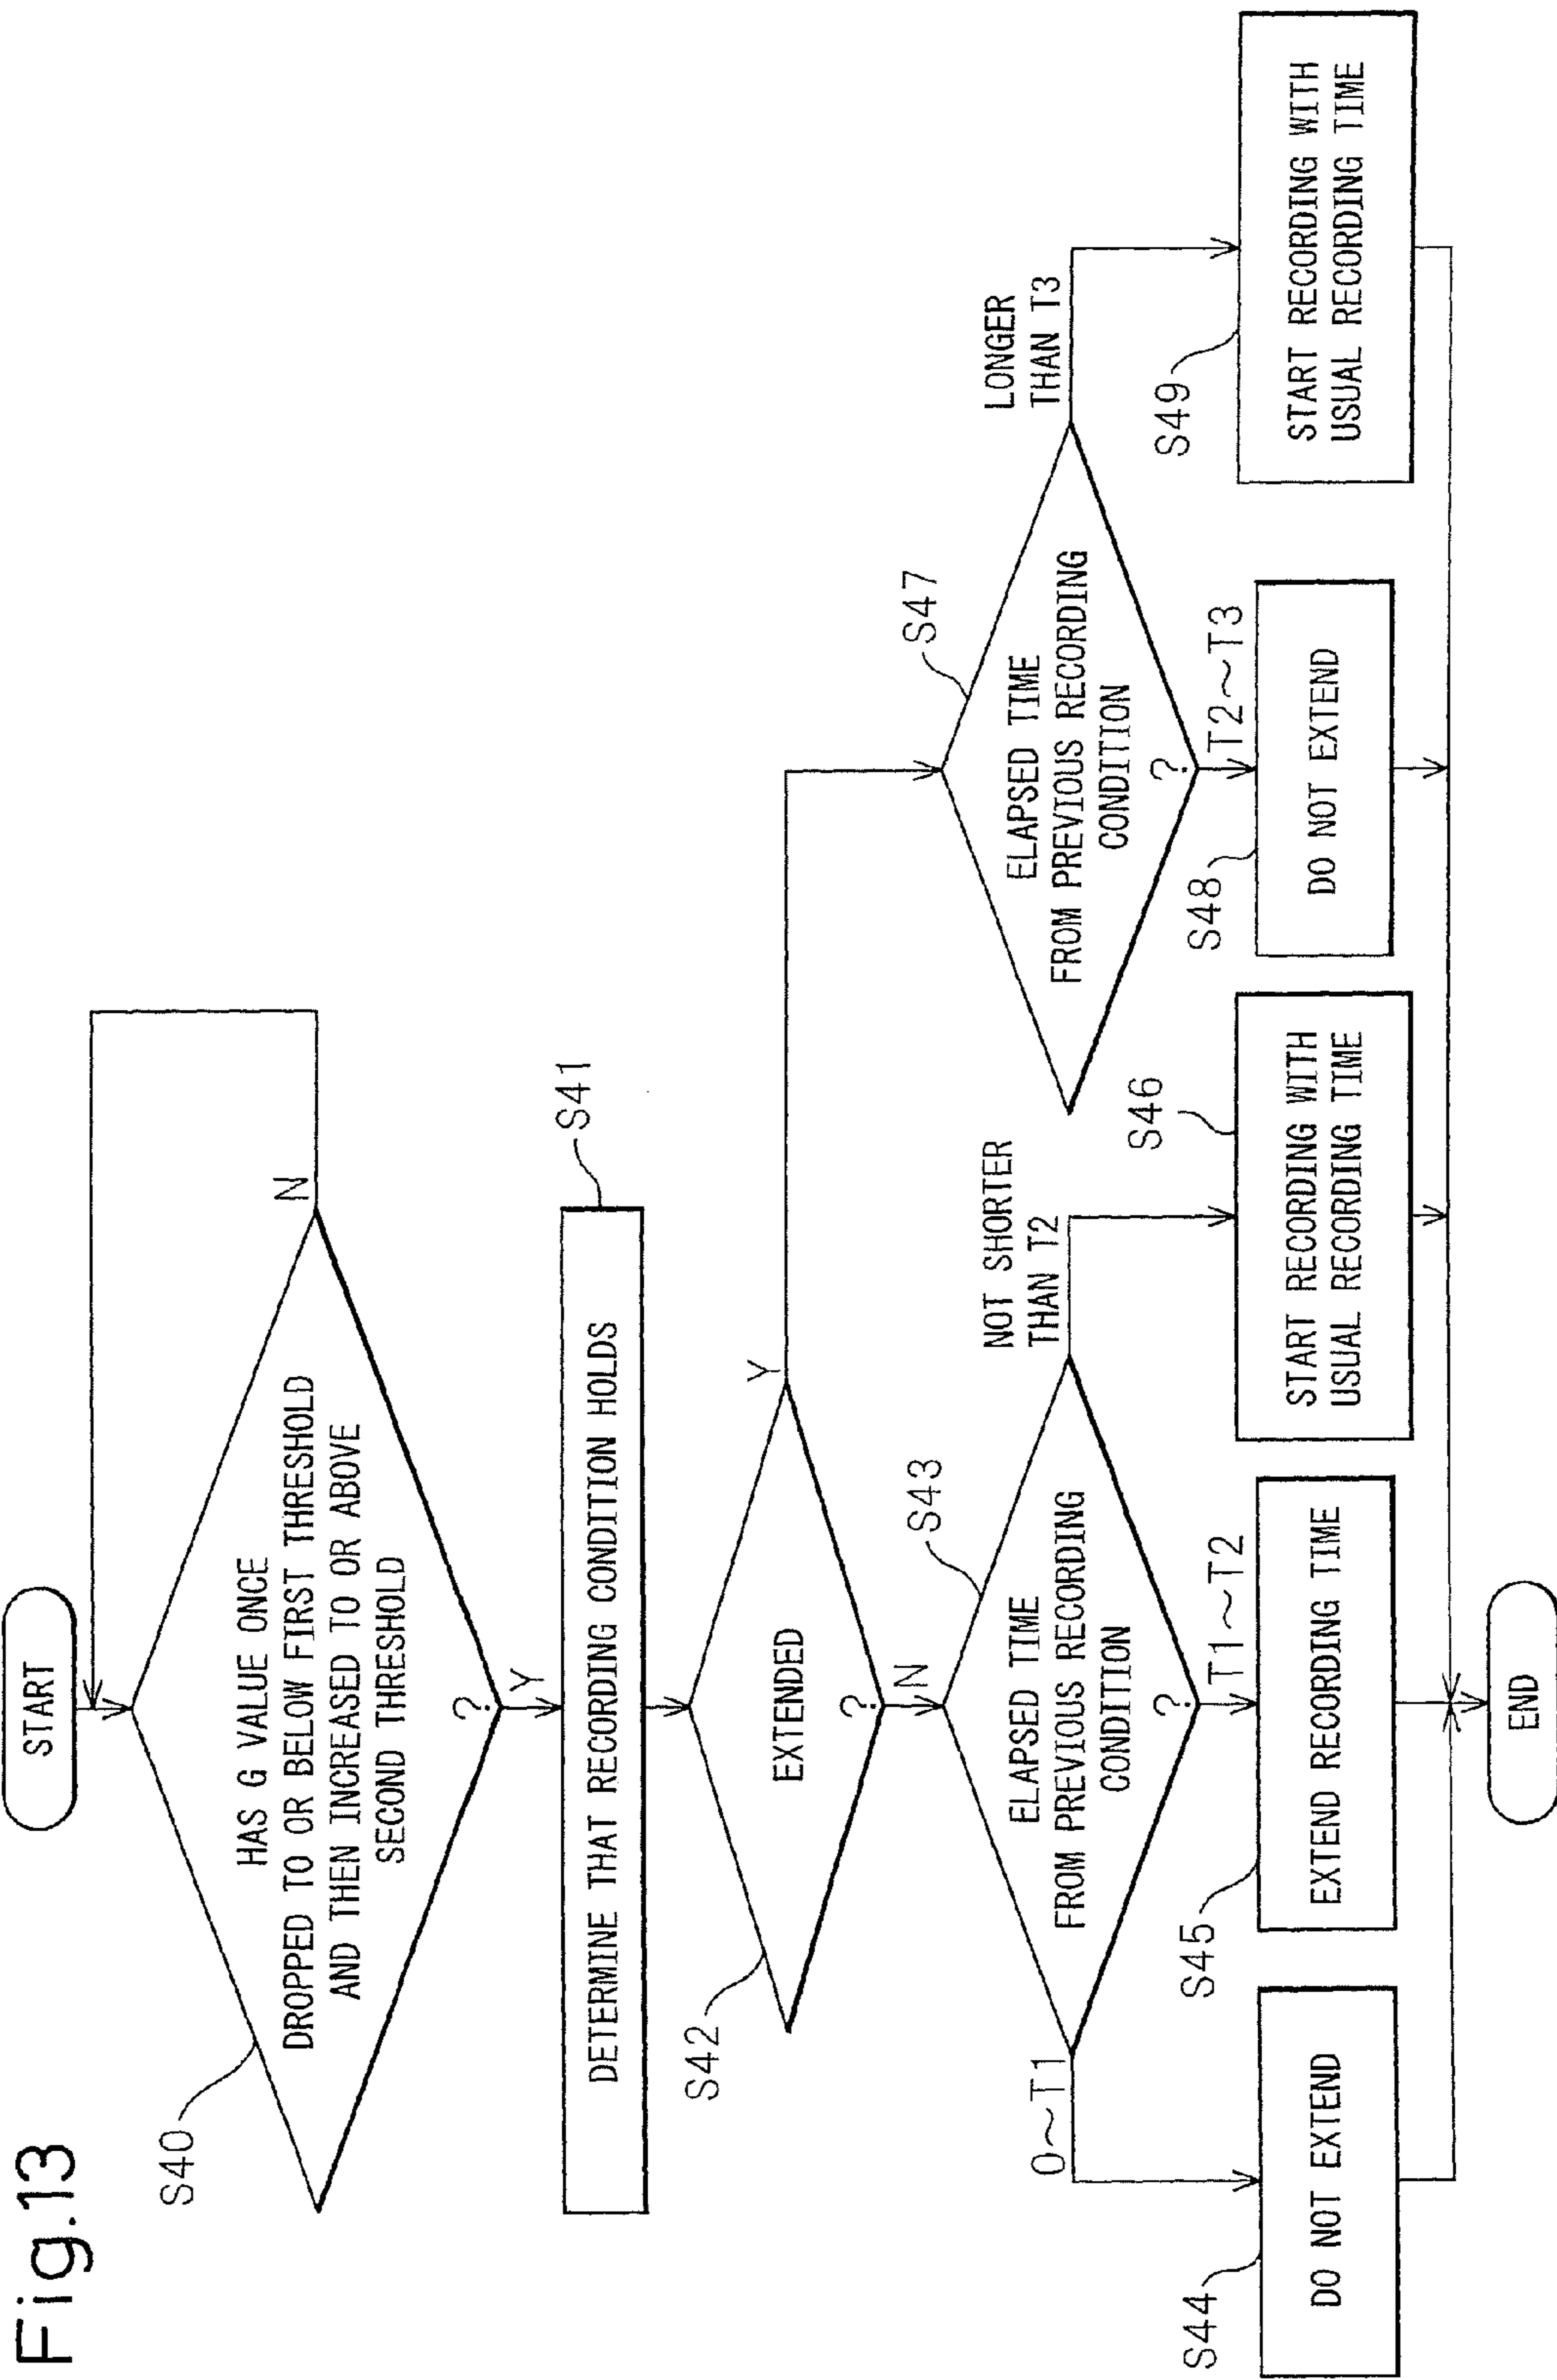 Fig.13
START
S40
HAS G VALUE ONCE
DROPPED TO OR BELOW FIRST THRESHOLD
AND THEN INCREASED TO OR ABOVE
SECOND THRESHOLD
?
N
Y
S41
DETERMINE THAT RECORDING CONDITION HOLDS
S42
EXTENDED
?
Y
N
S43
ELAPSED TIME
FROM PREVIOUS RECORDING
CONDITION
?
0~T1
T1~T2
NOT SHORTER
THAN T2
S47
ELAPSED TIME
FROM PREVIOUS RECORDING
CONDITION
?
T2~T3
LONGER
THAN T3
S44
DO NOT EXTEND
S45
EXTEND RECORDING TIME
S46
START RECORDING WITH
USUAL RECORDING TIME
S48
DO NOT EXTEND
S49
START RECORDING WITH
USUAL RECORDING TIME
END